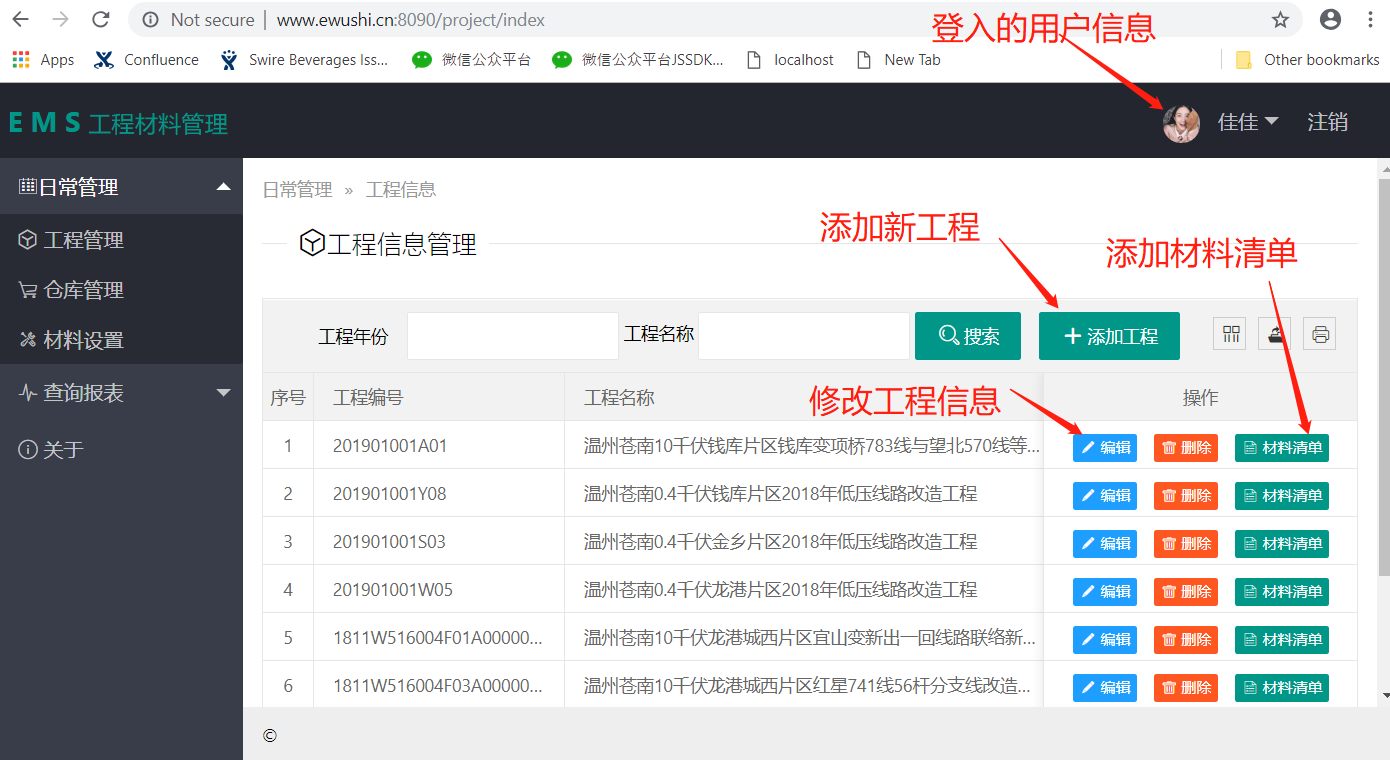 Not secure | www.ewushi.cn:8090/project/index
登入的用户信息
Apps Confluence Swire Beverages Iss... 微信公众平台 微信公众平台JSSDK... localhost New Tab Other bookmarks
E M S 工程材料管理 佳佳 注销
日常管理
工程管理
仓库管理
材料设置
查询报表
关于
日常管理 » 工程信息
工程信息管理
添加新工程
添加材料清单
工程年份 工程名称 搜索 添加工程
修改工程信息
序号 工程编号 工程名称 操作
1 201901001A01 温州苍南10千伏钱库片区钱库变项桥783线与望北570线等... 编辑 删除 材料清单
2 201901001Y08 温州苍南0.4千伏钱库片区2018年低压线路改造工程 编辑 删除 材料清单
3 201901001S03 温州苍南0.4千伏金乡片区2018年低压线路改造工程 编辑 删除 材料清单
4 201901001W05 温州苍南0.4千伏龙港片区2018年低压线路改造工程 编辑 删除 材料清单
5 1811W516004F01A00000... 温州苍南10千伏龙港城西片区宜山变新出一回线路联络新... 编辑 删除 材料清单
6 1811W516004F03A00000... 温州苍南10千伏龙港城西片区红星741线56杆分支线改造... 编辑 删除 材料清单
©